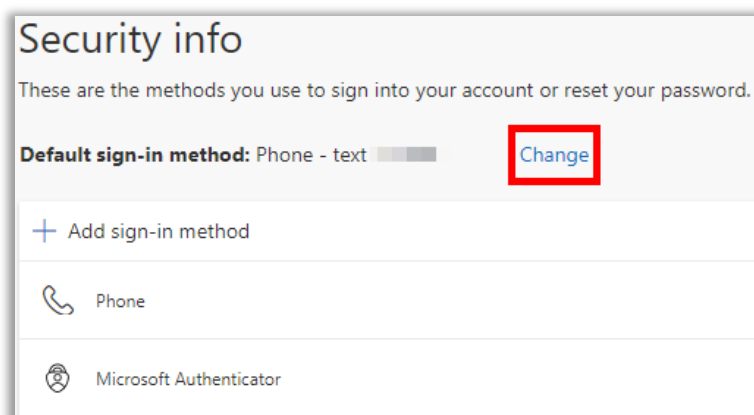 Security info
These are the methods you use to sign into your account or reset your password.
Default sign-in method: Phone - text Change
Add sign-in method
Phone
Microsoft Authenticator